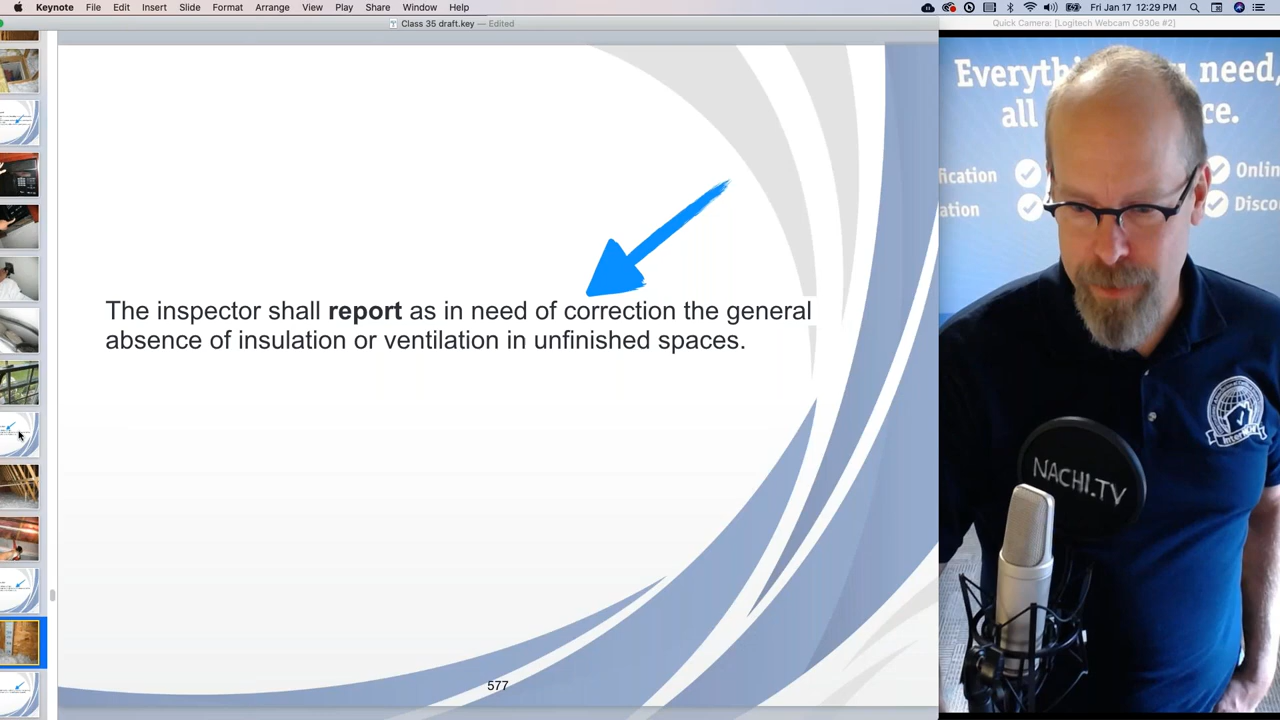 Keynote File Edit Insert Slide Format Arrange View Play Share Window Help
Fri Jan 17 12:29 PM
Class 35 draft.key — Edited
Quick Camera: [Logitech Webcam C930e #2]
The inspector shall report as in need of correction the general
absence of insulation or ventilation in unfinished spaces.
577
need,
all
ce.
fication
Onlin
ation
Disco
NACHI.TV